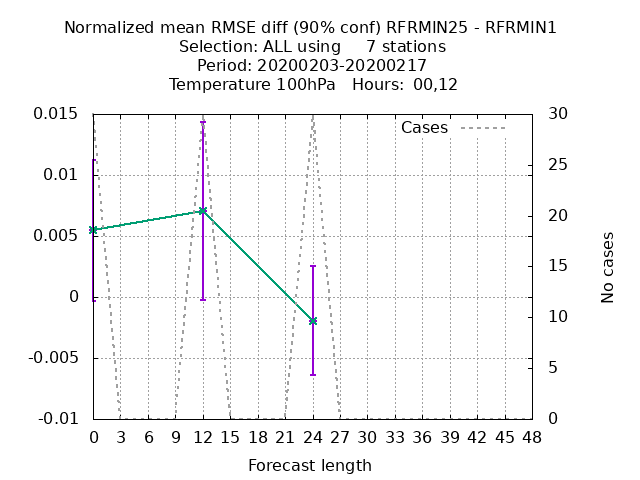 Normalized mean RMSE diff (90% conf) RFRMIN25 - RFRMIN1
Selection: ALL using     7 stations
Period: 20200203-20200217
Temperature 100hPa   Hours: 00,12
Cases
0.015
0.01
0.005
0
-0.005
-0.01
30
25
20
15
10
5
0
No cases
0 3 6 9 12 15 18 21 24 27 30 33 36 39 42 45 48
Forecast length